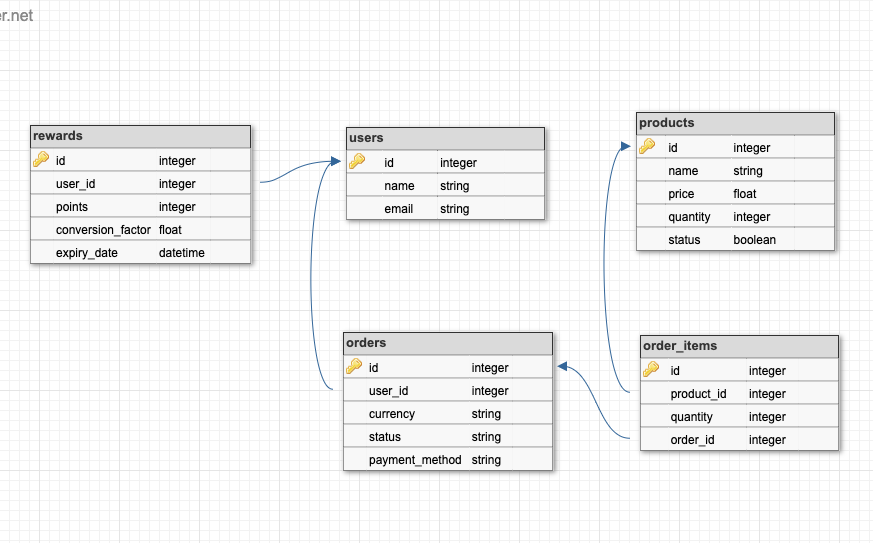 er.net
rewards
id integer
user_id integer
points integer
conversion_factor float
expiry_date datetime
users
id integer
name string
email string
products
id integer
name string
price float
quantity integer
status boolean
orders
id integer
user_id integer
currency string
status string
payment_method string
order_items
id integer
product_id integer
quantity integer
order_id integer